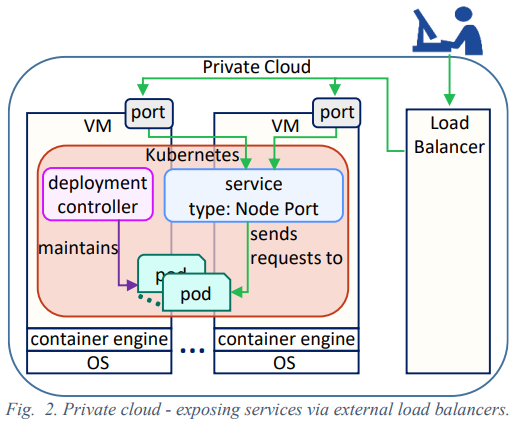 Private Cloud
port
port
VM
VM
Load
Balancer
Kubernetes
deployment
controller
service
type: Node Port
maintains
sends
requests to
pod
pod
container engine
container engine
...
OS
OS
Fig. 2. Private cloud - exposing services via external load balancers.